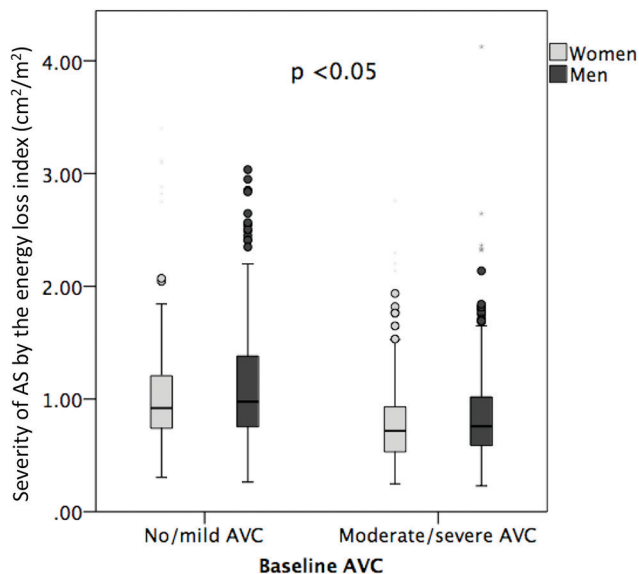 Severity of AS by the energy loss index (cm²/m²)
4.00
3.00
2.00
1.00
.00
p <0.05
Women
Men
No/mild AVC
Moderate/severe AVC
Baseline AVC